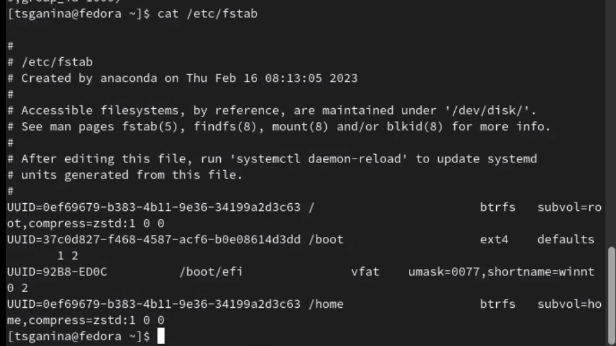 [tsganina@fedora ~]$ cat /etc/fstab
#
# /etc/fstab
# Created by anaconda on Thu Feb 16 08:13:05 2023
#
# Accessible filesystems, by reference, are maintained under '/dev/disk/'.
# See man pages fstab(5), findfs(8), mount(8) and/or blkid(8) for more info.
#
# After editing this file, run 'systemctl daemon-reload' to update systemd
# units generated from this file.
#
UUID=0ef69679-b383-4b11-9e36-34199a2d3c63 /                       btrfs   subvol=ro
ot,compress=zstd:1 0 0
UUID=37c0d827-f468-4587-acf6-b0e08614d3dd /boot                   ext4    defaults
        1 2
UUID=92B8-ED0C          /boot/efi               vfat    umask=0077,shortname=winnt
0 2
UUID=0ef69679-b383-4b11-9e36-34199a2d3c63 /home                   btrfs   subvol=ho
me,compress=zstd:1 0 0
[tsganina@fedora ~]$